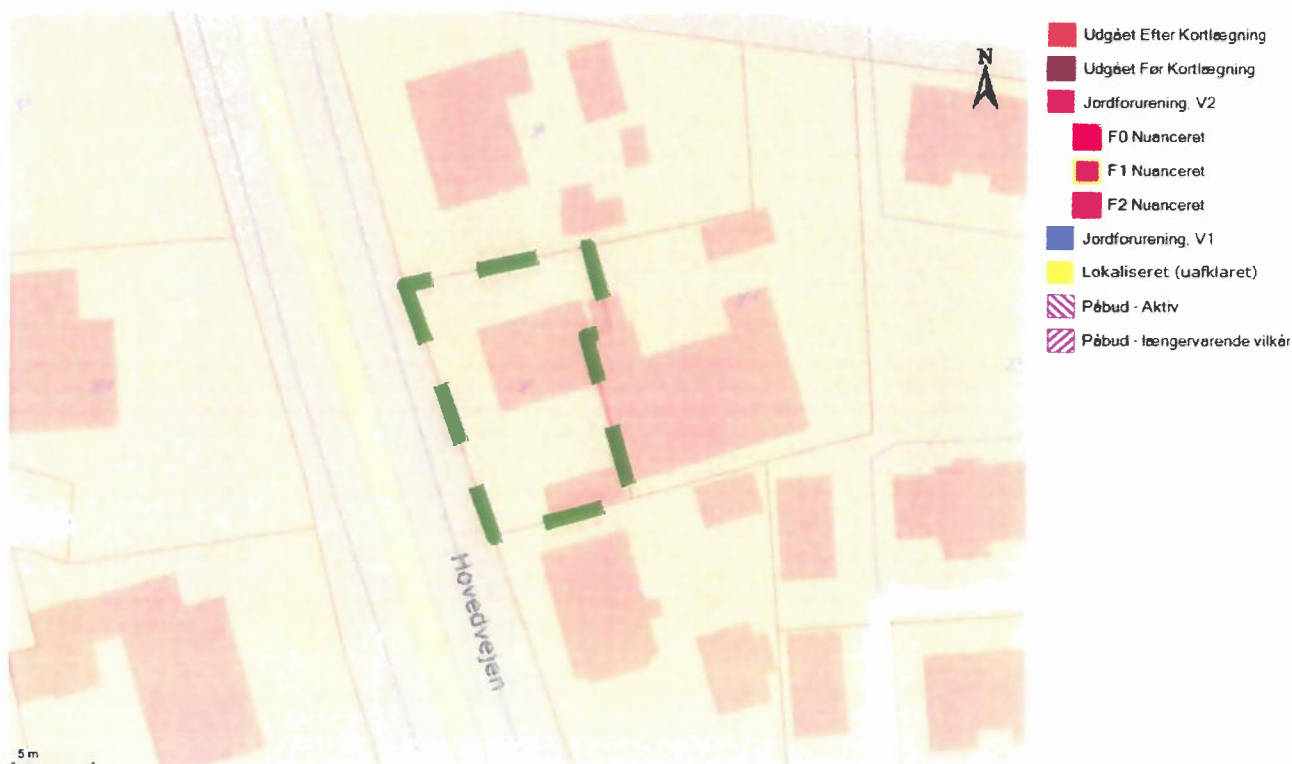 N
Udgået Efter Kortlægning
Udgået Før Kortlægning
Jordforurening, V2
F0 Nuanceret
F1 Nuanceret
F2 Nuanceret
Jordforurening, V1
Lokaliseret (uafklaret)
Påbud - Aktiv
Påbud - længervarende vilkår
Hovedvejen
5 m